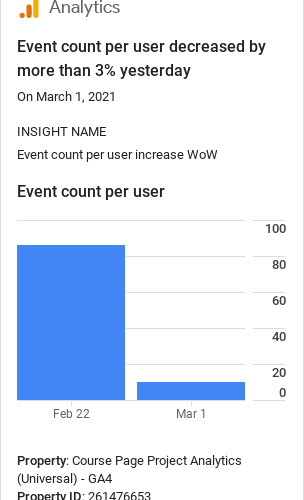 Analytics
Event count per user decreased by
more than 3% yesterday
On March 1, 2021
INSIGHT NAME
Event count per user increase WoW
Event count per user
100
80
60
40
20
0
Feb 22
Mar 1
Property: Course Page Project Analytics
(Universal) - GA4
Property ID: 261476653